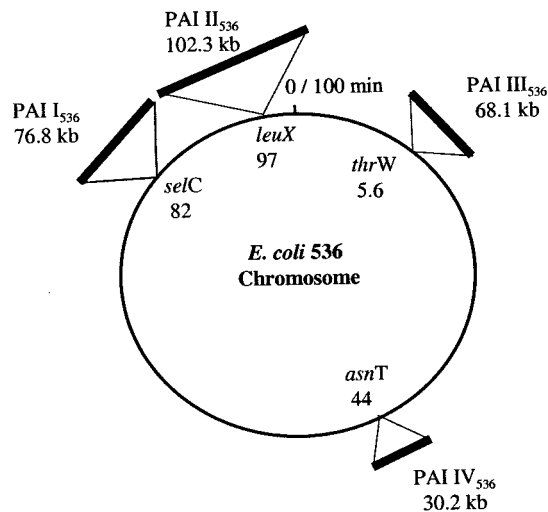 PAI II536
102.3 kb
0 / 100 min
PAI III536
68.1 kb
PAI I536
76.8 kb
leuX
97
thrW
5.6
selC
82
E. coli 536
Chromosome
asnT
44
PAI IV536
30.2 kb